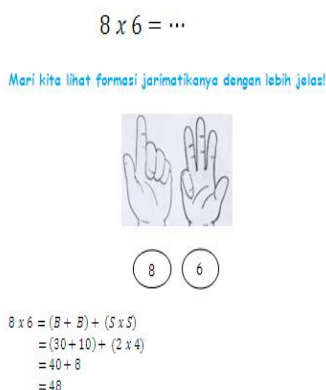 8 x 6 = ...
Mari kita lihat formasi jarimatikanya dengan lebih jelas!
8 6
8 x 6 = (B + B) + (S x S)
= (30+10) + (2 x 4)
= 40 + 8
= 48